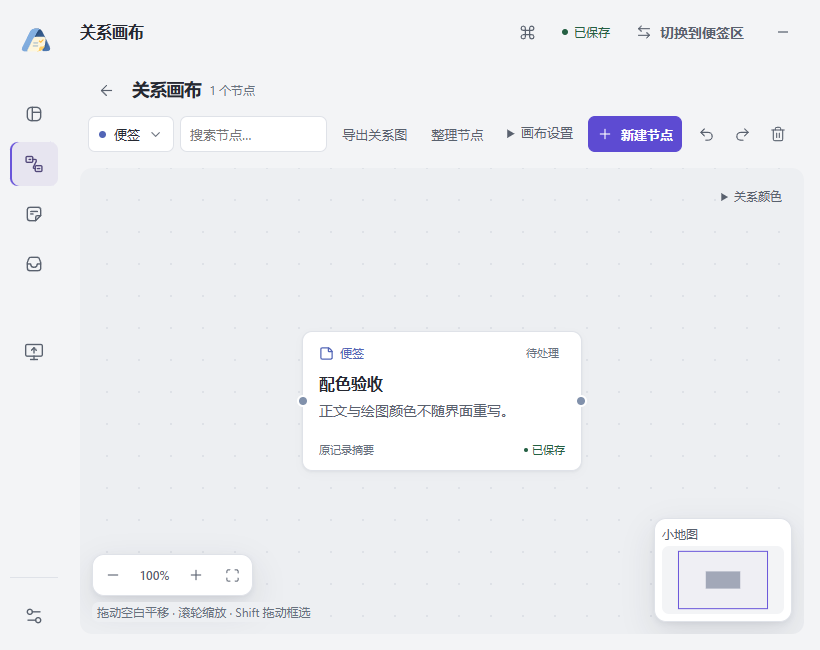 关系画布
已保存
切换到便签区
关系画布 1 个节点
便签
搜索节点...
导出关系图
整理节点
画布设置
新建节点
关系颜色
便签
待处理
配色验收
正文与绘图颜色不随界面重写。
原记录摘要
已保存
小地图
100%
拖动空白平移 · 滚轮缩放 · Shift 拖动框选